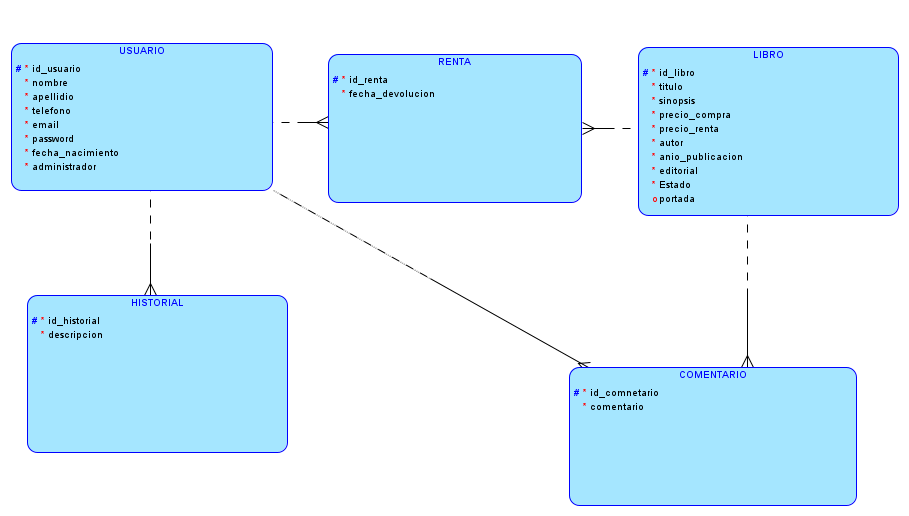 USUARIO
# * id_usuario
* nombre
* apellidio
* telefono
* email
* password
* fecha_nacimiento
* administrador
RENTA
# * id_renta
* fecha_devolucion
LIBRO
# * id_libro
* titulo
* sinopsis
* precio_compra
* precio_renta
* autor
* anio_publicacion
* editorial
* Estado
o portada
HISTORIAL
# * id_historial
* descripcion
COMENTARIO
# * id_comnetario
* comentario